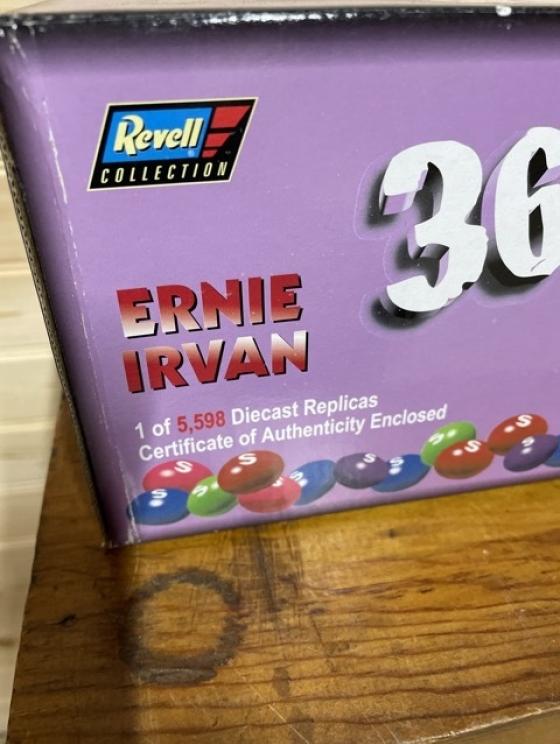 Revell
COLLECTION
36
ERNIE
IRVAN
1 of 5,598 Diecast Replicas
Certificate of Authenticity Enclosed
S S S S S S S S S